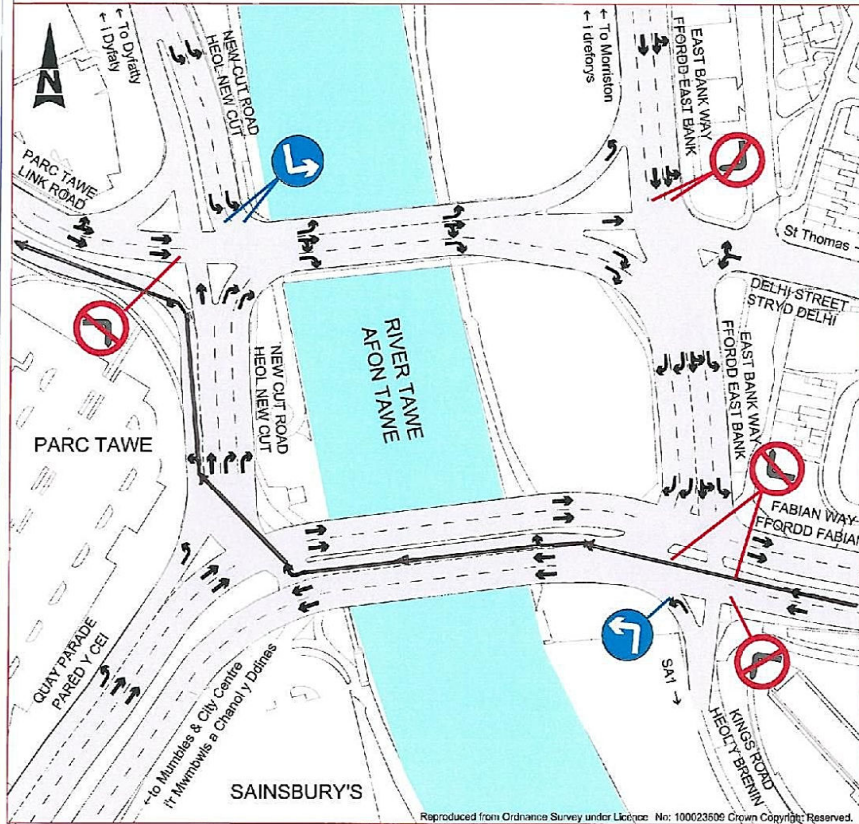 N
← To Dyfatty
← i Dyfaty
NEW CUT ROAD
HEOL NEW CUT
← To Morriston
← i dreforys
EAST BANK WAY
FFORDD EAST BANK
PARC TAWE
LINK ROAD
St Thomas
DELHI STREET
STRYD DELHI
RIVER TAWE
AFON TAWE
NEW CUT ROAD
HEOL NEW CUT
EAST BANK WAY
FFORDD EAST BANK
PARC TAWE
FABIAN WAY
FFORDD FABIAN
QUAY PARADE
PARÊD Y CEI
← to Mumbles & City Centre
i'r Mwmbwls a Chanol y Ddinas
SA1 →
KINGS ROAD
HEOL Y BRENIN
SAINSBURY'S
Reproduced from Ordnance Survey under Licence No: 100023509 Crown Copyright Reserved.